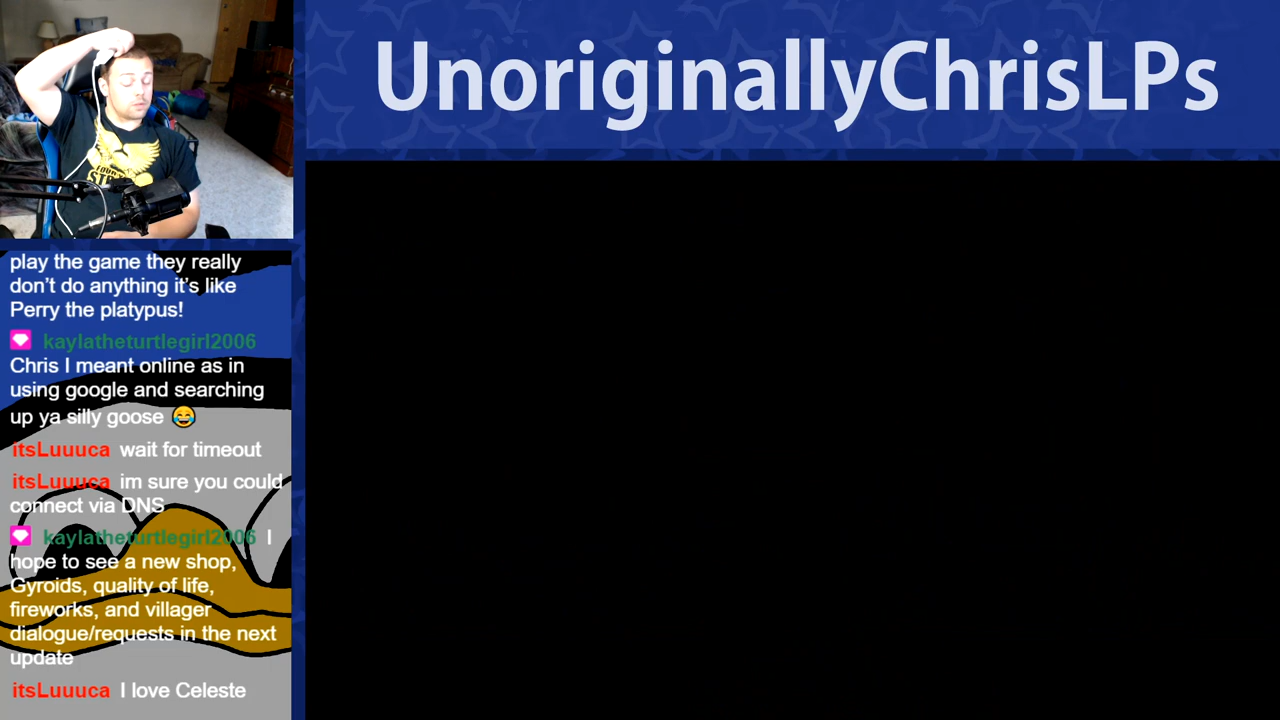 UnoriginallyChrisLPs
play the game they really
don't do anything it's like
Perry the platypus!
kaylatheturtlegirl2006
Chris I meant online as in
using google and searching
up ya silly goose 😂
itsLuuuca wait for timeout
itsLuuuca im sure you could
connect via DNS
kaylatheturtlegirl2006 I
hope to see a new shop,
Gyroids, quality of life,
fireworks, and villager
dialogue/requests in the next
update
itsLuuuca I love Celeste